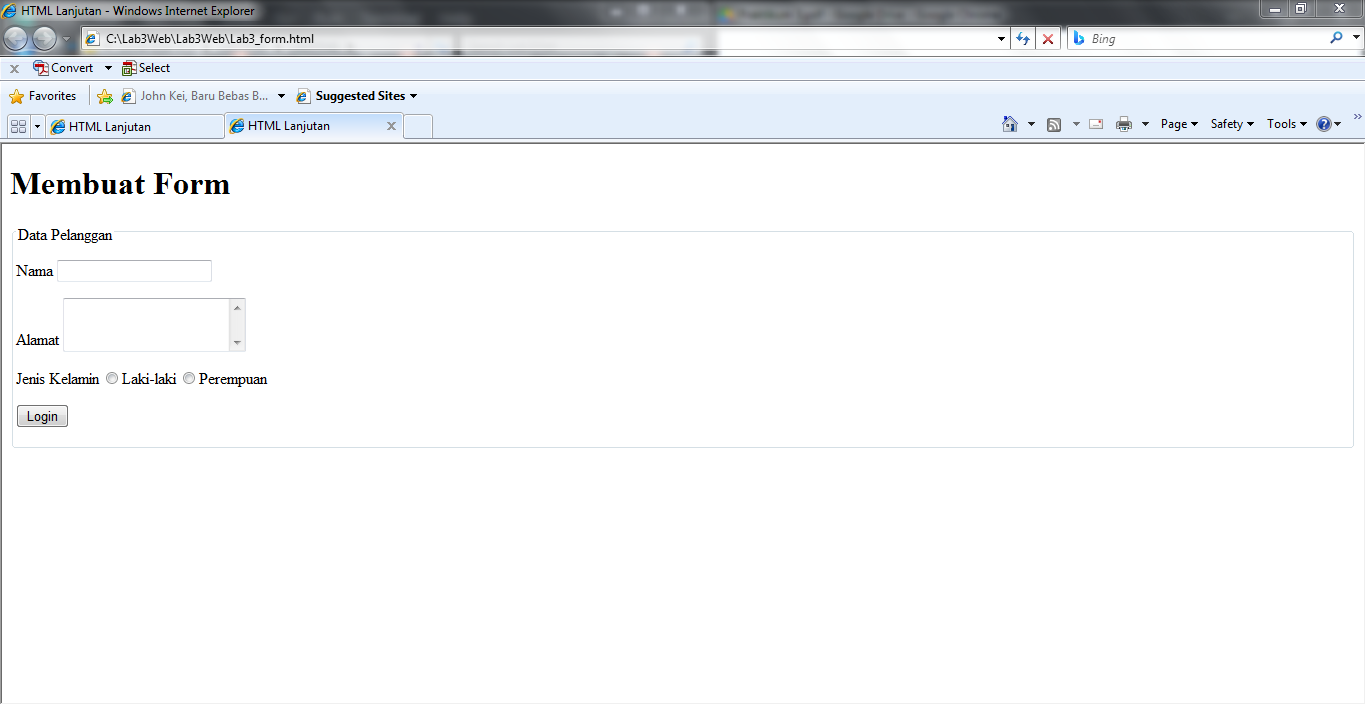 HTML Lanjutan - Windows Internet Explorer
C:\Lab3Web\Lab3Web\Lab3_form.html
Bing
x Convert Select
Favorites John Kei, Baru Bebas B... Suggested Sites
HTML Lanjutan HTML Lanjutan x Page Safety Tools ? »
Membuat Form
Data Pelanggan
Nama
Alamat
Jenis Kelamin Laki-laki Perempuan
Login